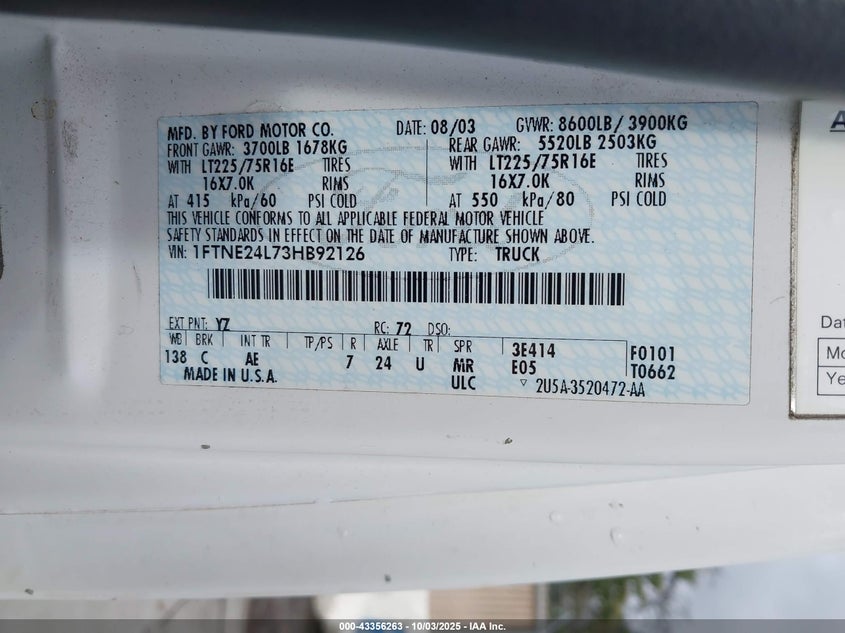 MFD. BY FORD MOTOR CO. DATE: 08/03 GVWR: 8600LB/ 3900KG
FRONT GAWR: 3700LB 1678KG REAR GAWR: 5520LB 2503KG
WITH LT225/75R16E TIRES WITH LT225/75R16E TIRES
16X7.0K RIMS 16X7.0K RIMS
AT 415 kPa/60 PSI COLD AT 550 kPa/80 PSI COLD
THIS VEHICLE CONFORMS TO ALL APPLICABLE FEDERAL MOTOR VEHICLE
SAFETY STANDARDS IN EFFECT ON THE DATE OF MANUFACTURE SHOWN ABOVE.
VIN: 1FTNE24L73HB92126 TYPE: TRUCK
EXT PNT: YZ RC: 72 DSO:
WB BRK INT TR TP/PS R AXLE TR SPR 3E414 F0101
138 C AE 7 24 U MR E05 T0662
MADE IN U.S.A. ULC 2U5A-3520472-AA
A
Da
Mo
Ye
000-43356263 - 10/03/2025 - IAA Inc.